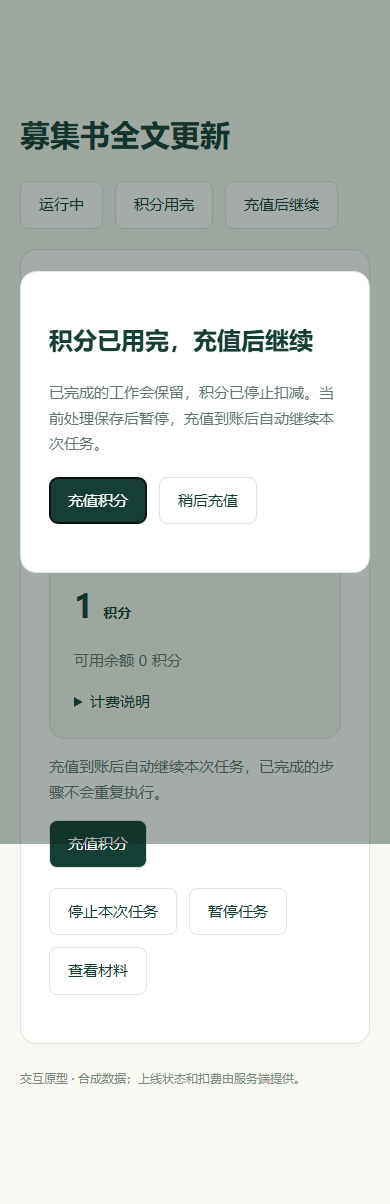 募集书全文更新
运行中
积分用完
充值后继续
积分已用完，充值后继续
已完成的工作会保留，积分已停止扣减。当
前处理保存后暂停，充值到账后自动继续本
次任务。
充值积分
稍后充值
1 积分
可用余额 0 积分
▶ 计费说明
充值到账后自动继续本次任务，已完成的步
骤不会重复执行。
充值积分
停止本次任务
暂停任务
查看材料
交互原型 · 合成数据；上线状态和扣费由服务端提供。